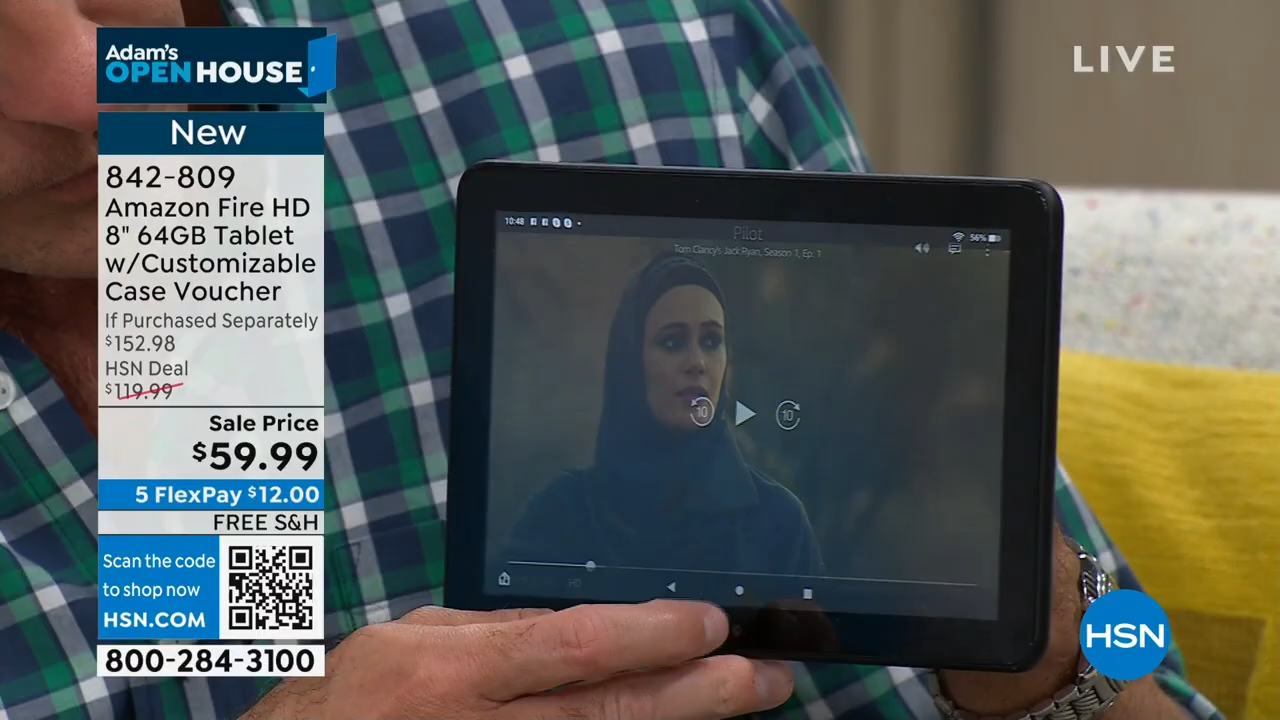 Adam's
OPEN HOUSE
LIVE
New
842-809
Amazon Fire HD
8" 64GB Tablet
w/Customizable
Case Voucher
If Purchased Separately
$152.98
HSN Deal
$119.99
Sale Price
$59.99
5 FlexPay $12.00
FREE S&H
Scan the code
to shop now
HSN.COM
800-284-3100
10:48
56%
Pilot
Tom Clancy's Jack Ryan, Season 1, Ep. 1
10
10
HD
HSN